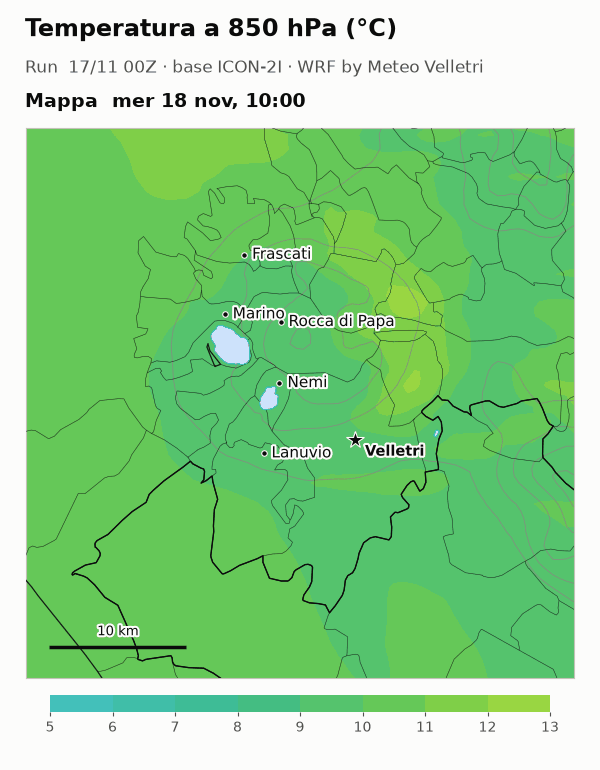 Temperatura a 850 hPa (°C)
Run  17/11 00Z · base ICON-2I · WRF by Meteo Velletri
Mappa  mer 18 nov, 10:00
Frascati
Marino
Rocca di Papa
Nemi
Velletri
Lanuvio
10 km
5 6 7 8 9 10 11 12 13